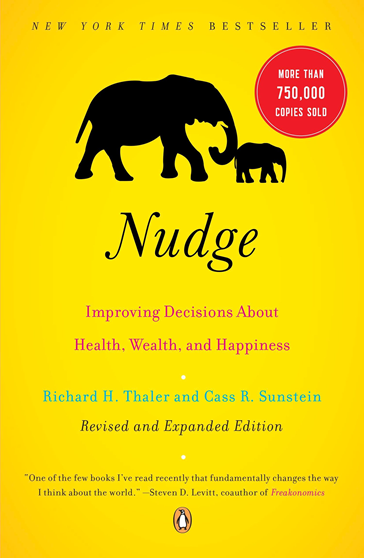 NEW YORK TIMES BESTSELLER
MORE THAN
750,000
COPIES SOLD
Nudge
Improving Decisions About
Health, Wealth, and Happiness
Richard H. Thaler and Cass R. Sunstein
Revised and Expanded Edition
“One of the few books I’ve read recently that fundamentally changes the way
I think about the world.” —Steven D. Levitt, coauthor of Freakonomics